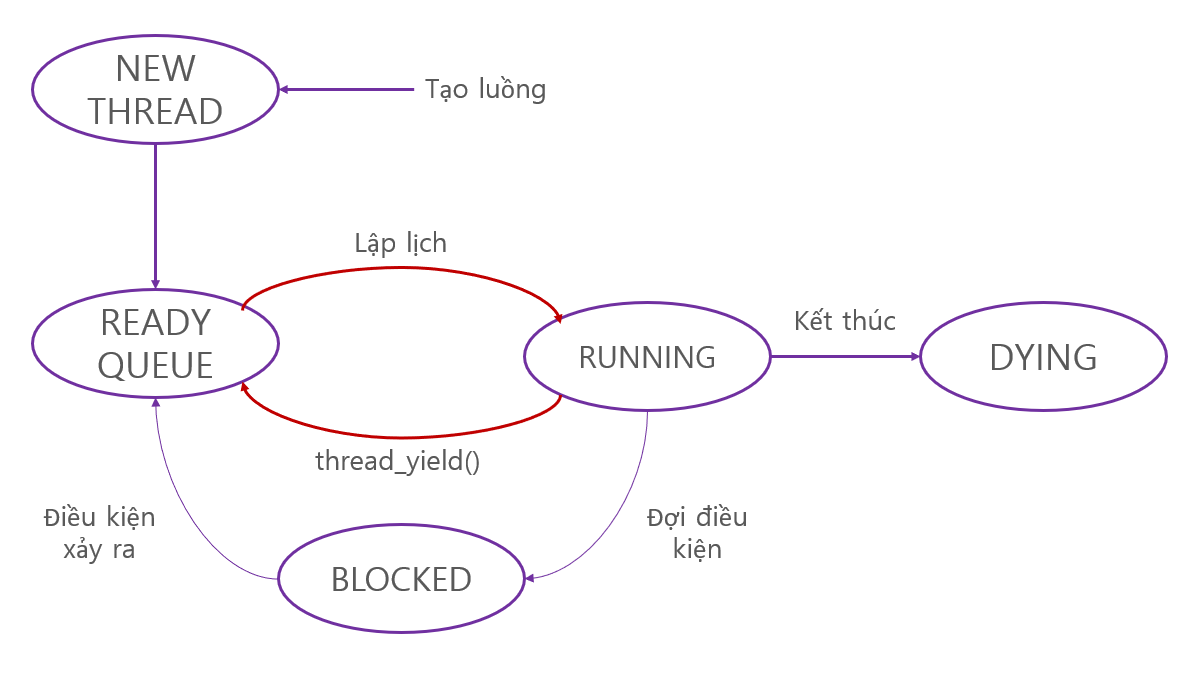 NEW
THREAD
Tạo luồng
Lập lịch
READY
QUEUE
RUNNING
Kết thúc
DYING
thread_yield()
Điều kiện
xảy ra
Đợi điều
kiện
BLOCKED